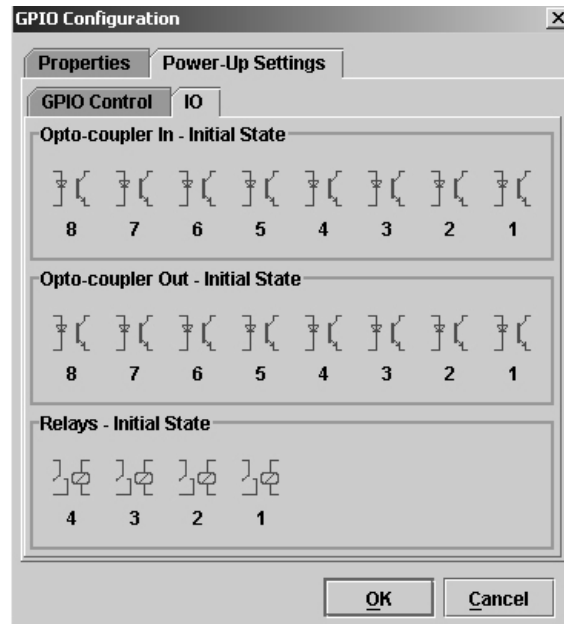 GPIO Configuration
Properties Power-Up Settings
GPIO Control IO
Opto-coupler In - Initial State
8 7 6 5 4 3 2 1
Opto-coupler Out - Initial State
8 7 6 5 4 3 2 1
Relays - Initial State
4 3 2 1
OK Cancel